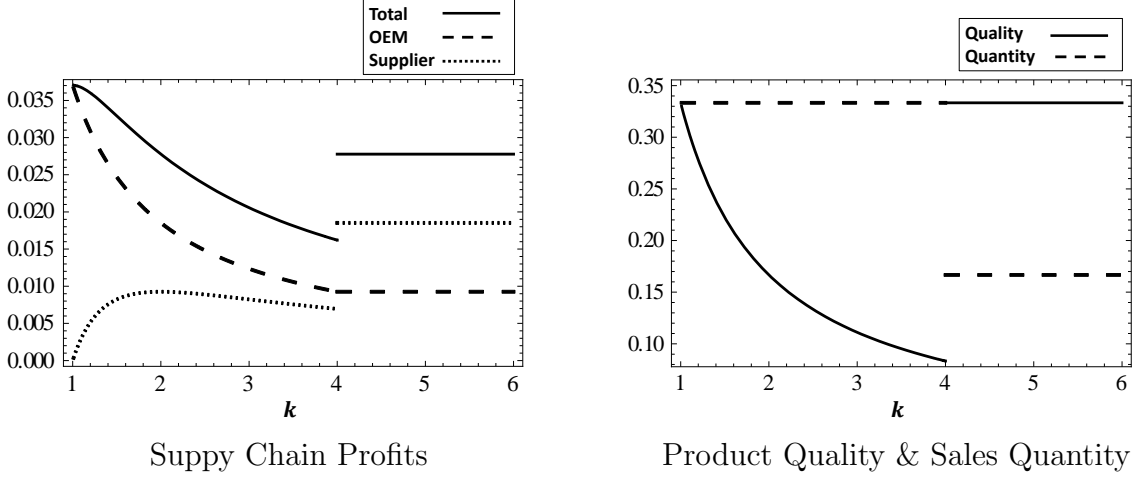 Total
OEM
Supplier
0.035
0.030
0.025
0.020
0.015
0.010
0.005
0.000
1 2 3 4 5 6
k
Suppy Chain Profits
Quality
Quantity
0.35
0.30
0.25
0.20
0.15
0.10
1 2 3 4 5 6
k
Product Quality & Sales Quantity